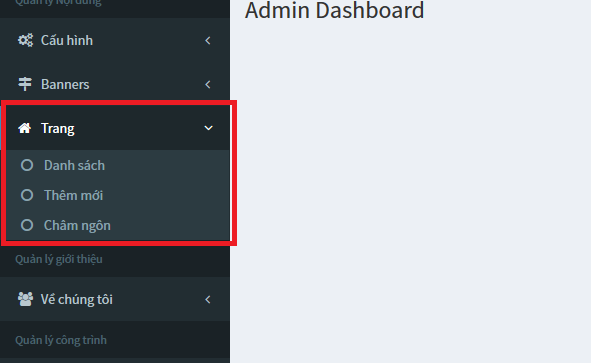 Quản lý Nội dung
Admin Dashboard
Cấu hình
Banners
Trang
Danh sách
Thêm mới
Châm ngôn
Quản lý giới thiệu
Về chúng tôi
Quản lý công trình